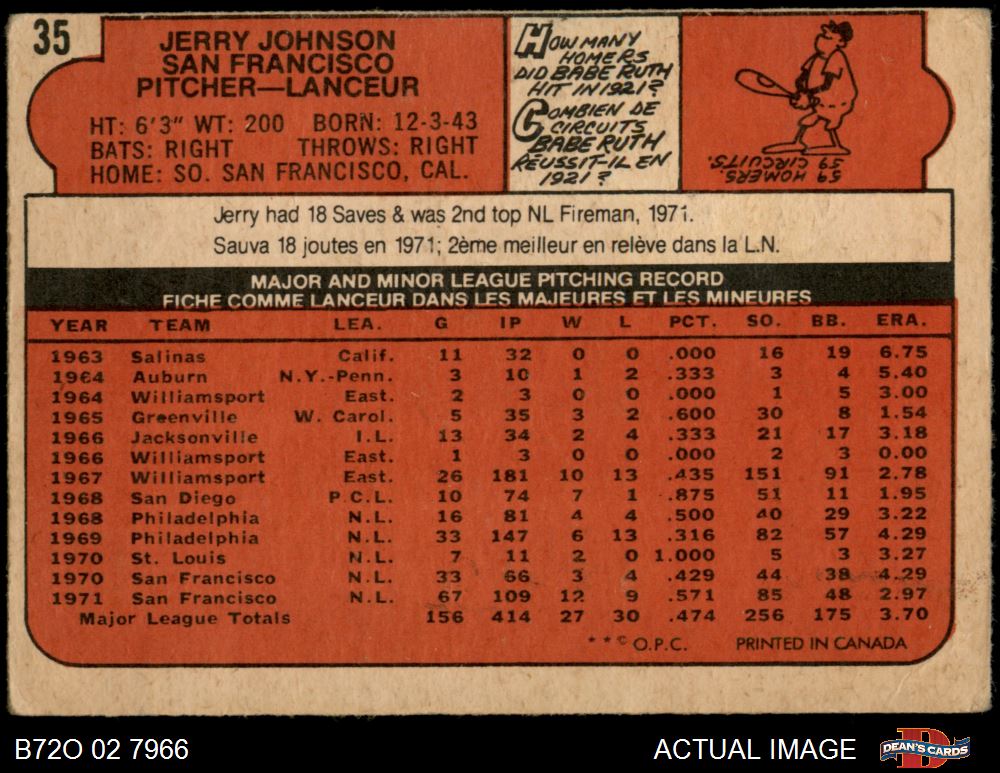 35
JERRY JOHNSON
SAN FRANCISCO
PITCHER—LANCEUR
HT: 6'3" WT: 200 BORN: 12-3-43
BATS: RIGHT THROWS: RIGHT
HOME: SO. SAN FRANCISCO, CAL.
HOW MANY
HOMERS
DID BABE RUTH
HIT IN 1921?
COMBIEN DE
CIRCUITS
BABE RUTH
RÉUSSIT-IL EN
1921?
59 HOMERS.
59 CIRCUITS.
Jerry had 18 Saves & was 2nd top NL Fireman, 1971.
Sauva 18 joutes en 1971; 2ème meilleur en relève dans la L.N.
MAJOR AND MINOR LEAGUE PITCHING RECORD
FICHE COMME LANCEUR DANS LES MAJEURES ET LES MINEURES
YEAR TEAM LEA. G IP W L PCT. SO. BB. ERA.
1963 Salinas Calif. 11 32 0 0 .000 16 19 6.75
1964 Auburn N.Y.-Penn. 3 10 1 2 .333 3 4 5.40
1964 Williamsport East. 2 3 0 0 .000 1 5 3.00
1965 Greenville W. Carol. 5 35 3 2 .600 30 8 1.54
1966 Jacksonville I.L. 13 34 2 4 .333 21 17 3.18
1966 Williamsport East. 1 3 0 0 .000 2 3 0.00
1967 Williamsport East. 26 181 10 13 .435 151 91 2.78
1968 San Diego P.C.L. 10 74 7 1 .875 51 11 1.95
1968 Philadelphia N.L. 16 81 4 4 .500 40 29 3.22
1969 Philadelphia N.L. 33 147 6 13 .316 82 57 4.29
1970 St. Louis N.L. 7 11 2 0 1.000 5 3 3.27
1970 San Francisco N.L. 33 66 3 4 .429 44 38 4.29
1971 San Francisco N.L. 67 109 12 9 .571 85 48 2.97
Major League Totals 156 414 27 30 .474 256 175 3.70
**© O.P.C. PRINTED IN CANADA
B72O 02 7966 ACTUAL IMAGE DEAN'S CARDS